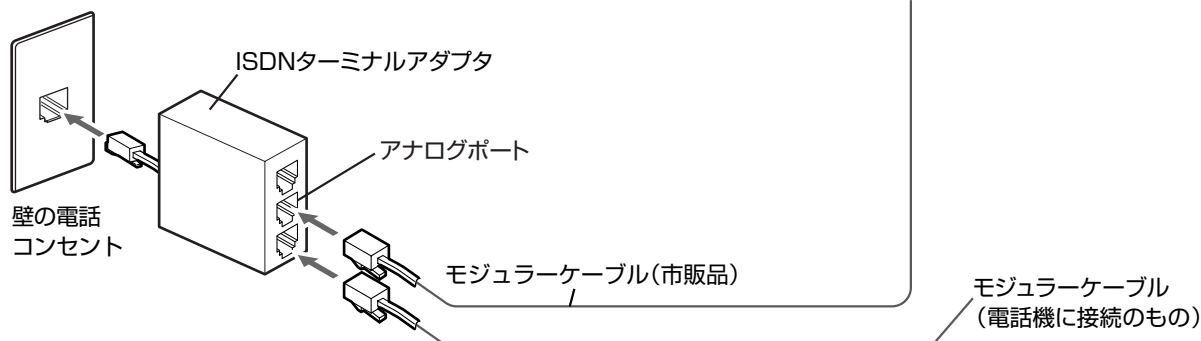 ISDNターミナルアダプタ
アナログポート
壁の電話
コンセント
モジュラーケーブル（市販品）
モジュラーケーブル
（電話機に接続のもの）